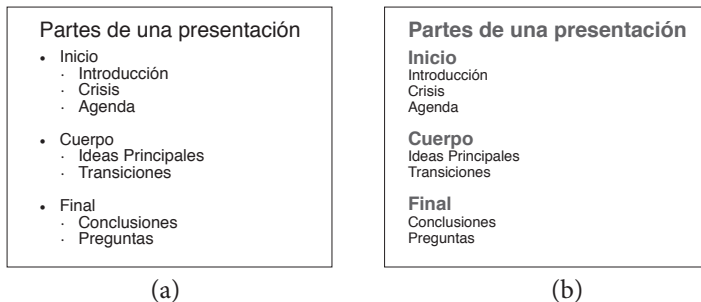 Partes de una presentación
• Inicio
· Introducción
· Crisis
· Agenda
• Cuerpo
· Ideas Principales
· Transiciones
• Final
· Conclusiones
· Preguntas
(a)
Partes de una presentación
Inicio
Introducción
Crisis
Agenda
Cuerpo
Ideas Principales
Transiciones
Final
Conclusiones
Preguntas
(b)